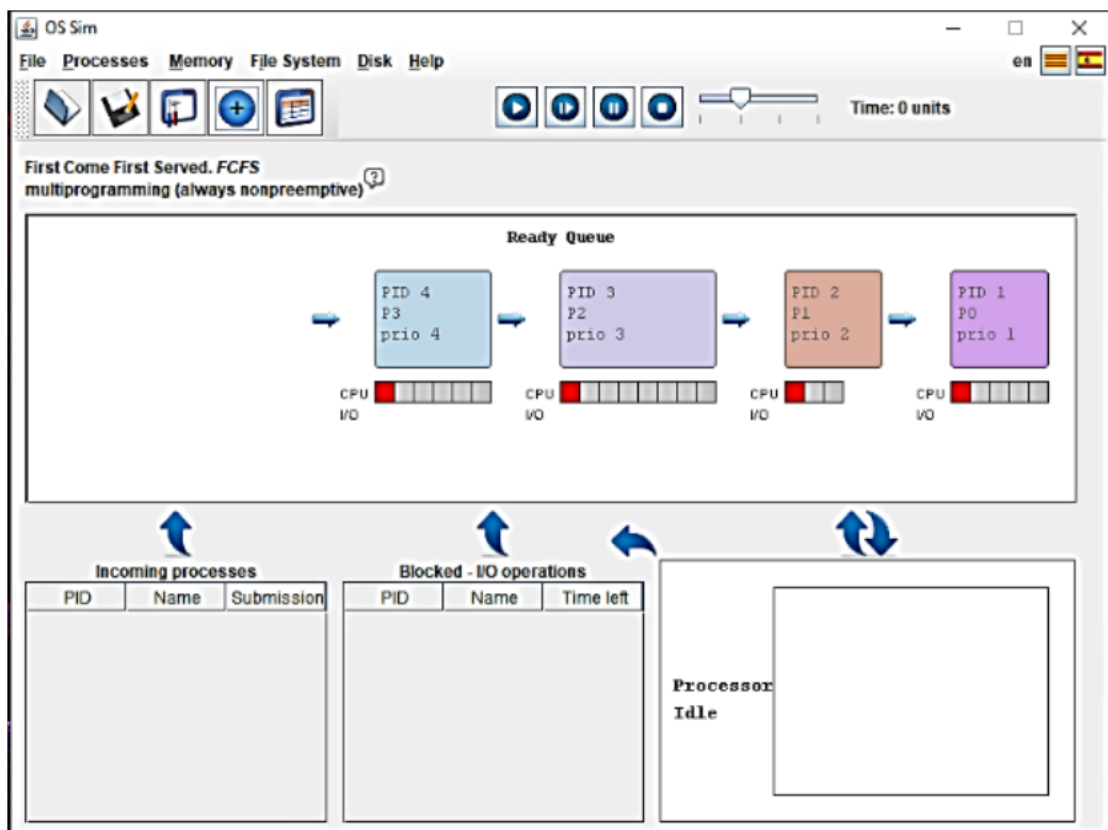 OS Sim
File Processes Memory File System Disk Help
en
Time: 0 units
First Come First Served. FCFS
multiprogramming (always nonpreemptive)
?
Ready Queue
PID 4
P3
prio 4
CPU
I/O
PID 3
P2
prio 3
CPU
I/O
PID 2
P1
prio 2
CPU
I/O
PID 1
P0
prio 1
CPU
I/O
Incoming processes
PID Name Submission
Blocked - I/O operations
PID Name Time left
Processor
Idle